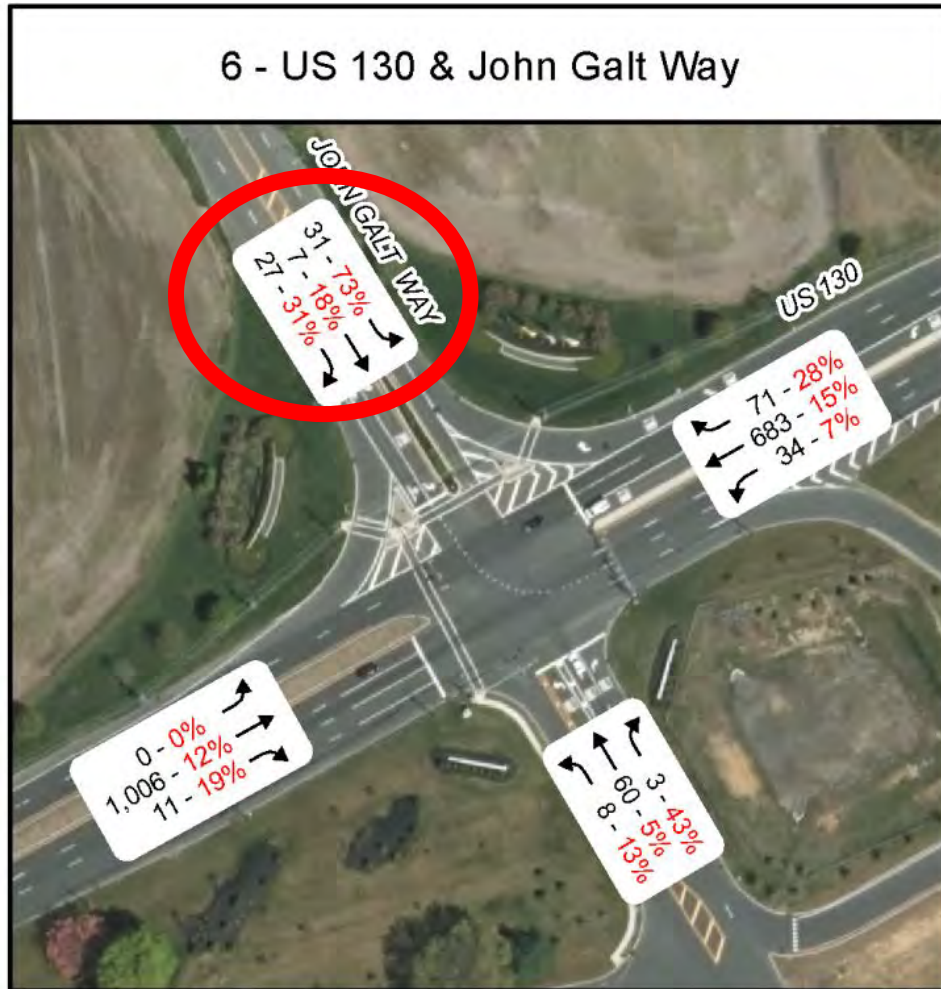 6 - US 130 & John Galt Way
JOHN GALT WAY
31 - 73%
7 - 18%
27 - 31%
US 130
71 - 28%
683 - 15%
34 - 7%
0 - 0%
1,006 - 12%
11 - 19%
3 - 43%
60 - 5%
8 - 13%